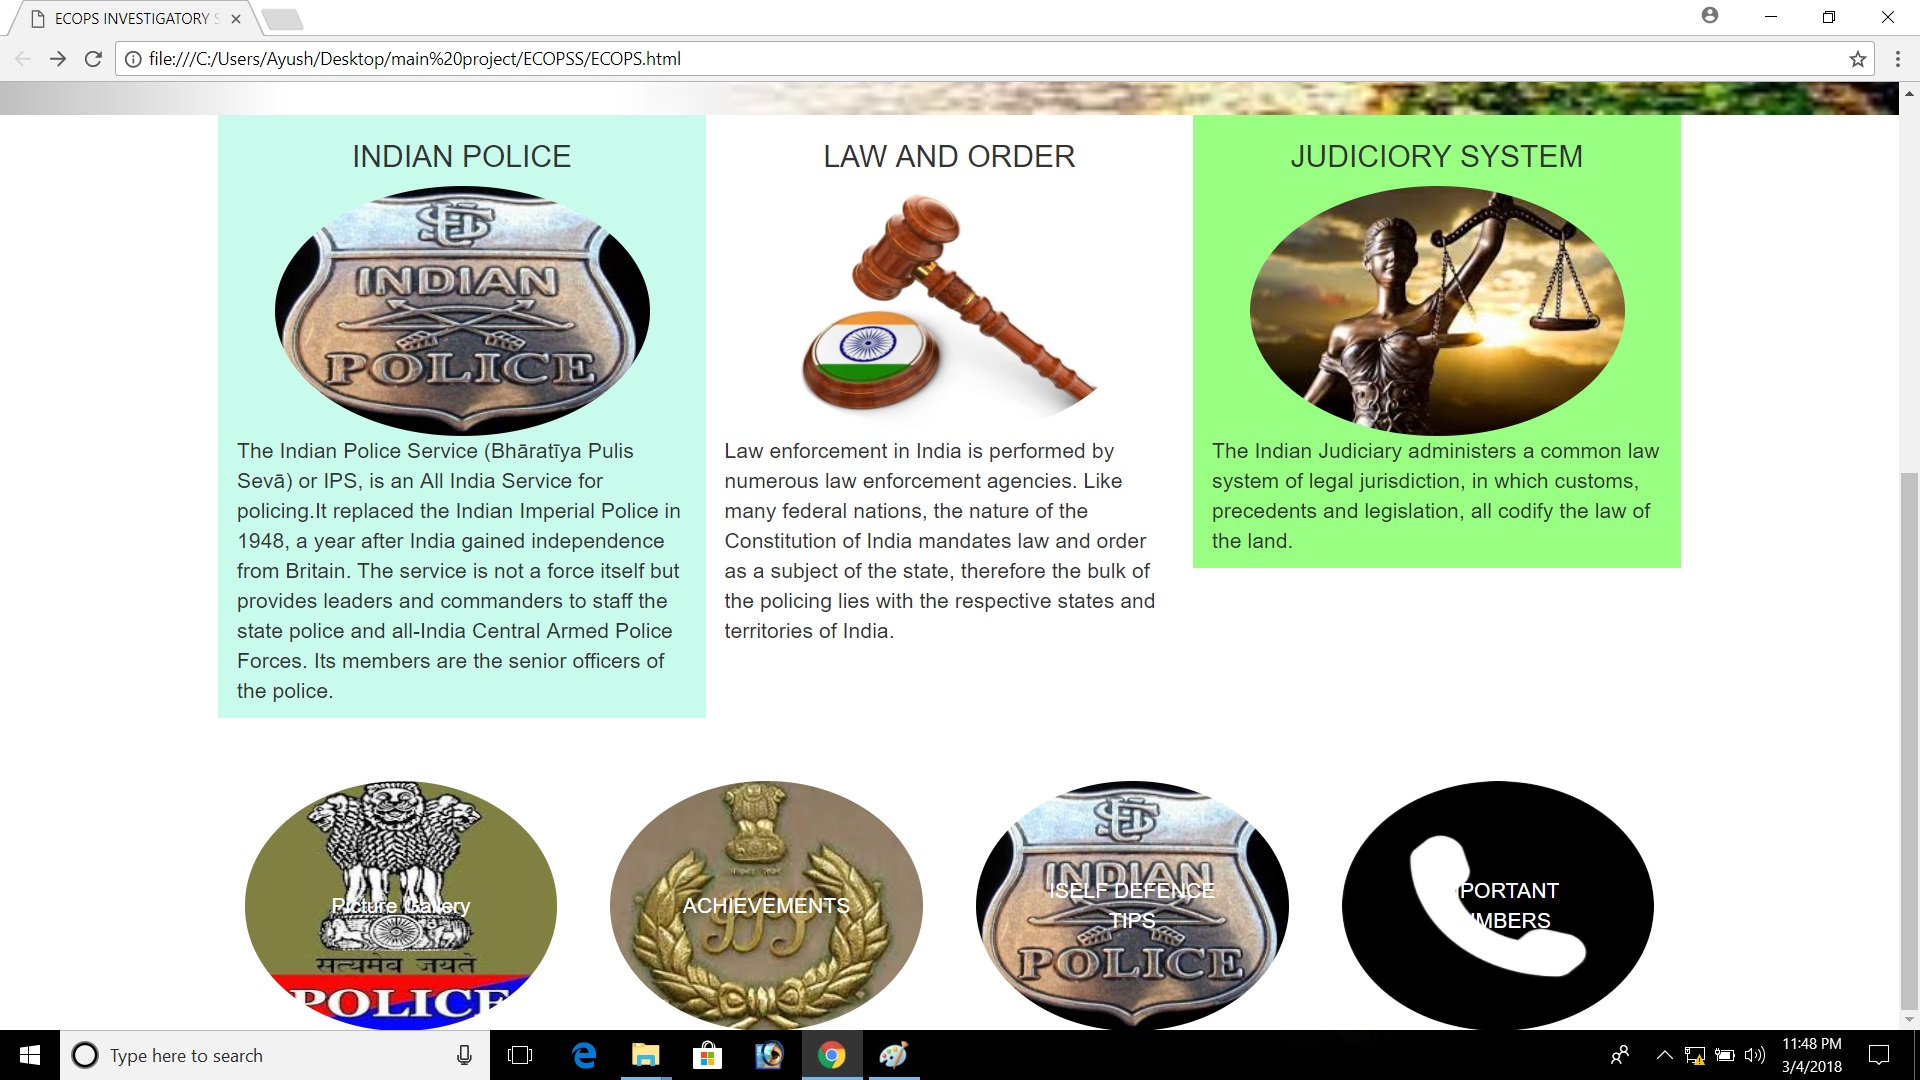 ECOPS INVESTIGATORY
file:///C:/Users/Ayush/Desktop/main%20project/ECOPSS/ECOPS.html
INDIAN POLICE
LAW AND ORDER
JUDICIORY SYSTEM
INDIAN
POLICE
The Indian Police Service (Bhāratīya Pulis
Sevā) or IPS, is an All India Service for
policing.It replaced the Indian Imperial Police in
1948, a year after India gained independence
from Britain. The service is not a force itself but
provides leaders and commanders to staff the
state police and all-India Central Armed Police
Forces. Its members are the senior officers of
the police.
Law enforcement in India is performed by
numerous law enforcement agencies. Like
many federal nations, the nature of the
Constitution of India mandates law and order
as a subject of the state, therefore the bulk of
the policing lies with the respective states and
territories of India.
The Indian Judiciary administers a common law
system of legal jurisdiction, in which customs,
precedents and legislation, all codify the law of
the land.
Picture Gallery
सत्यमेव जयते
POLICE
ACHIEVEMENTS
INDIAN
ISELF DEFENCE
TIPS
POLICE
PORTANT
MBERS
Type here to search
11:48 PM
3/4/2018